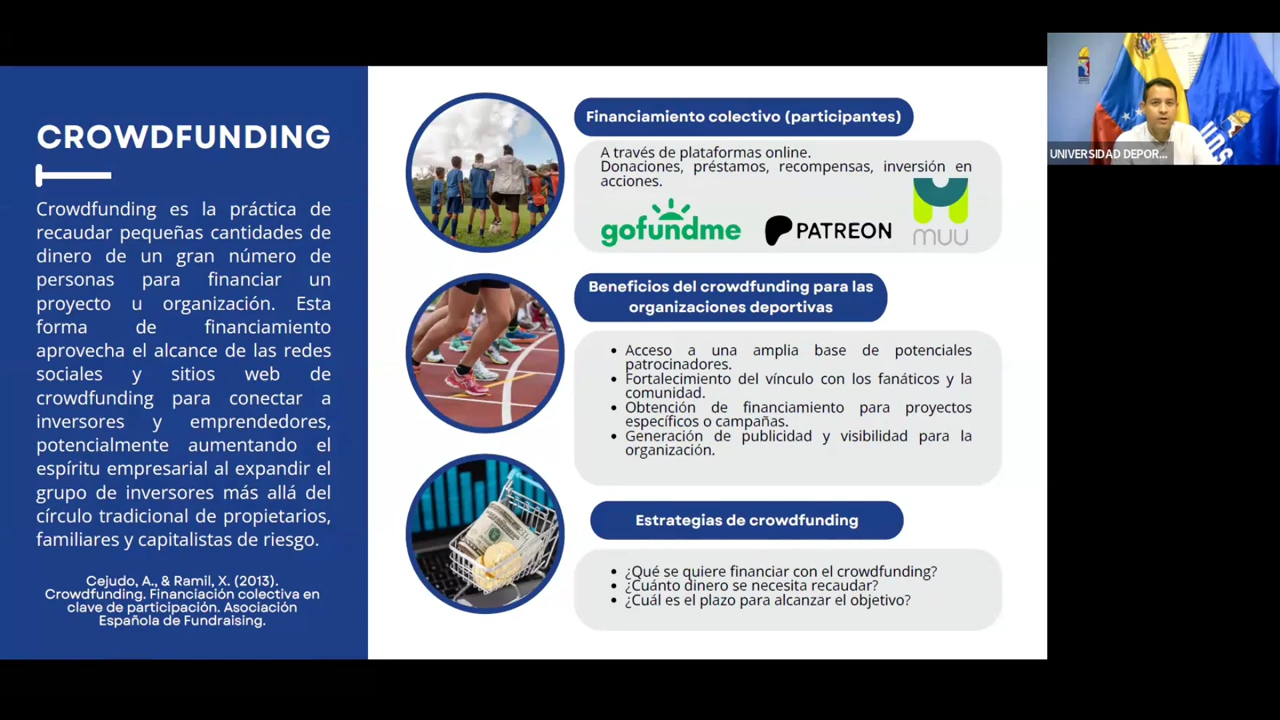 CROWDFUNDING
Crowdfunding es la práctica de
recaudar pequeñas cantidades de
dinero de un gran número de
personas para financiar un
proyecto u organización. Esta
forma de financiamiento
aprovecha el alcance de las redes
sociales y sitios web de
crowdfunding para conectar a
inversores y emprendedores,
potencialmente aumentando el
espíritu empresarial al expandir el
grupo de inversores más allá del
círculo tradicional de propietarios,
familiares y capitalistas de riesgo.
Cejudo, A., & Ramil, X. (2013).
Crowdfunding. Financiación colectiva en
clave de participación. Asociación
Española de Fundraising.
Financiamiento colectivo (participantes)
A través de plataformas online.
Donaciones, préstamos, recompensas, inversión en
acciones.
gofundme
PATREON
muu
Beneficios del crowdfunding para las
organizaciones deportivas
• Acceso a una amplia base de potenciales
patrocinadores.
• Fortalecimiento del vínculo con los fanáticos y la
comunidad.
• Obtención de financiamiento para proyectos
específicos o campañas.
• Generación de publicidad y visibilidad para la
organización.
Estrategias de crowdfunding
• ¿Qué se quiere financiar con el crowdfunding?
• ¿Cuánto dinero se necesita recaudar?
• ¿Cuál es el plazo para alcanzar el objetivo?
UNIVERSIDAD DEPOR...